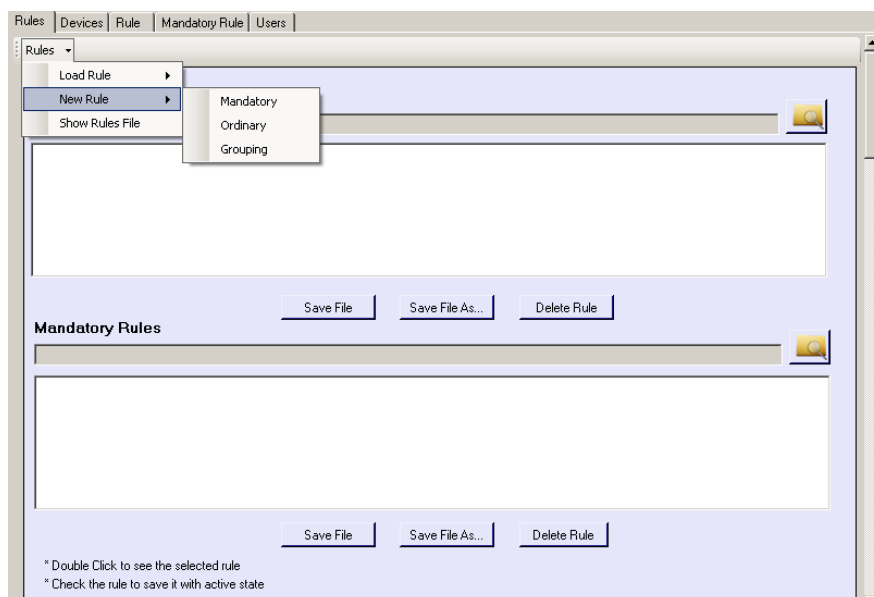 Rules Devices Rule Mandatory Rule Users
Rules
Load Rule
New Rule
Show Rules File
Mandatory
Ordinary
Grouping
Save File Save File As... Delete Rule
Mandatory Rules
Save File Save File As... Delete Rule
* Double Click to see the selected rule
* Check the rule to save it with active state